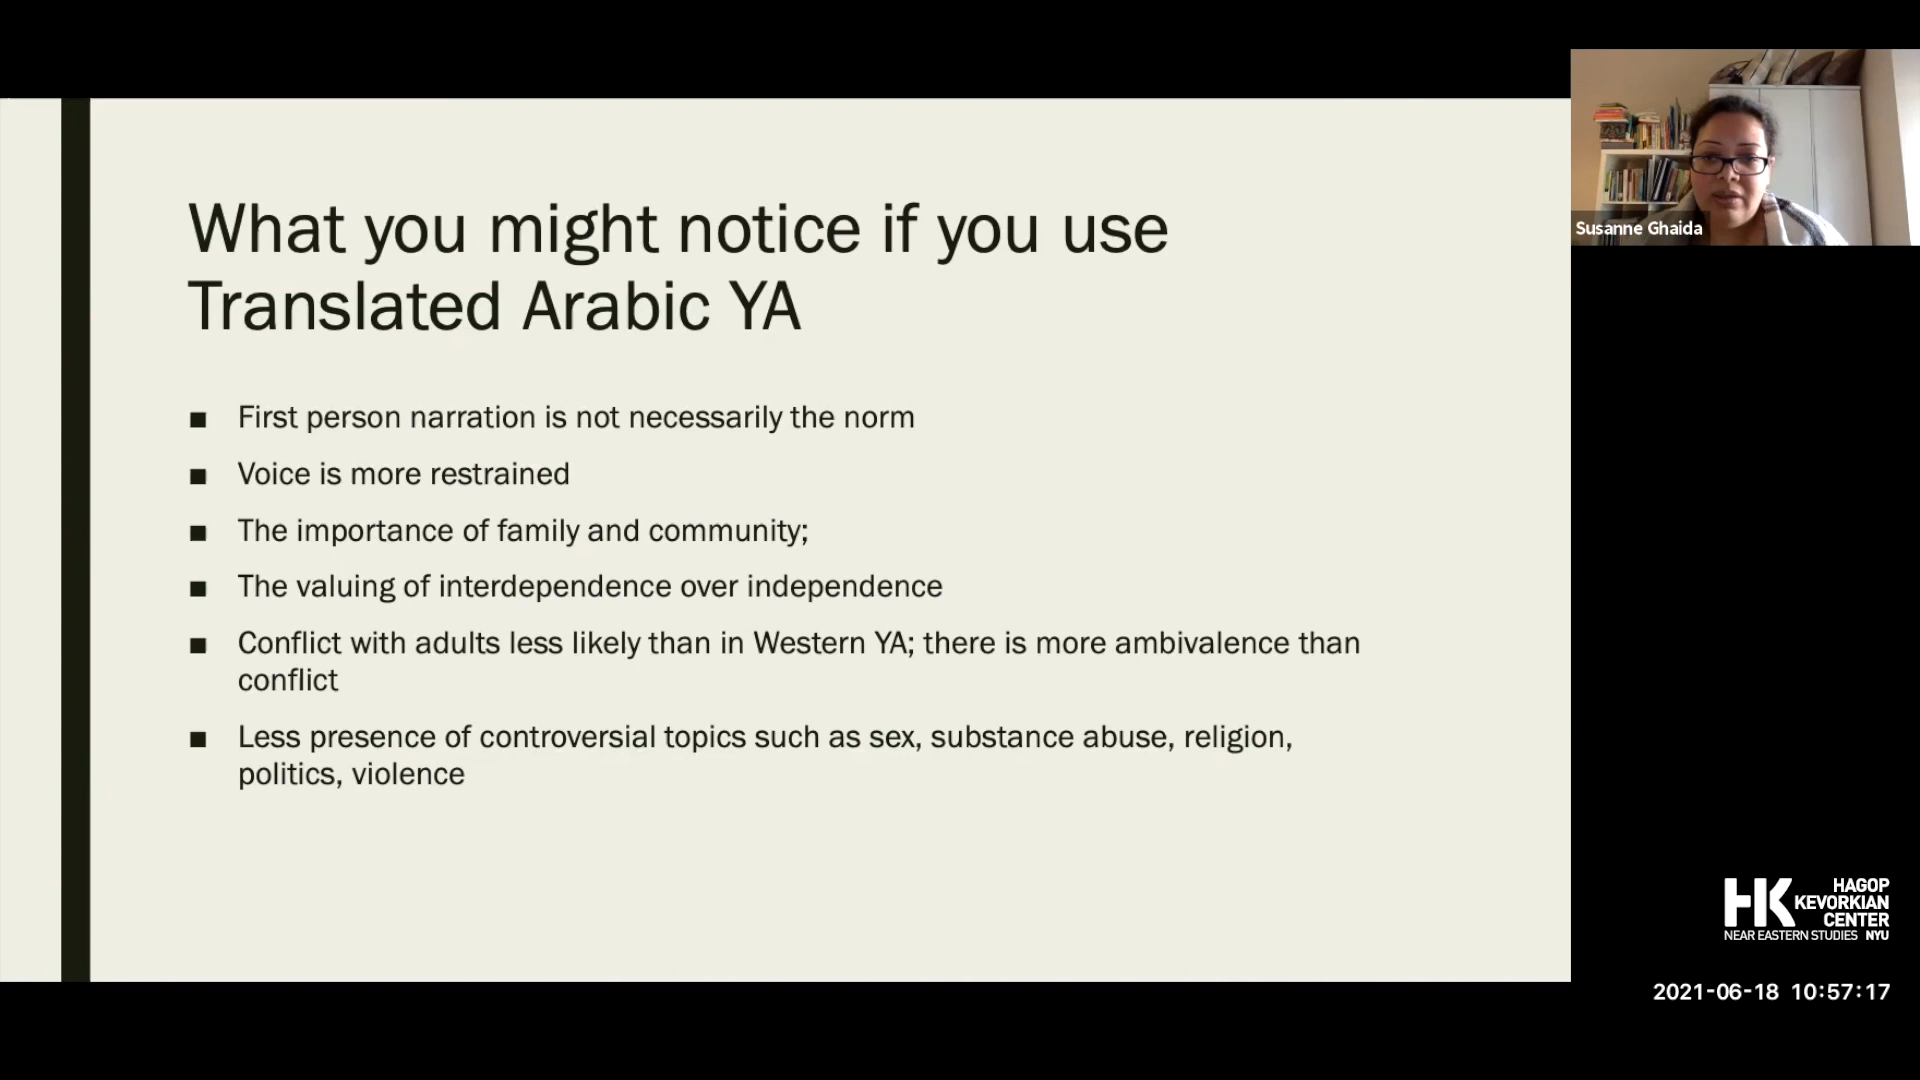 What you might notice if you use
Translated Arabic YA
■ First person narration is not necessarily the norm
■ Voice is more restrained
■ The importance of family and community;
■ The valuing of interdependence over independence
■ Conflict with adults less likely than in Western YA; there is more ambivalence than
conflict
■ Less presence of controversial topics such as sex, substance abuse, religion,
politics, violence
Susanne Ghaida
HK
HAGOP
KEVORKIAN
CENTER
NEAR EASTERN STUDIES NYU
2021-06-18 10:57:17